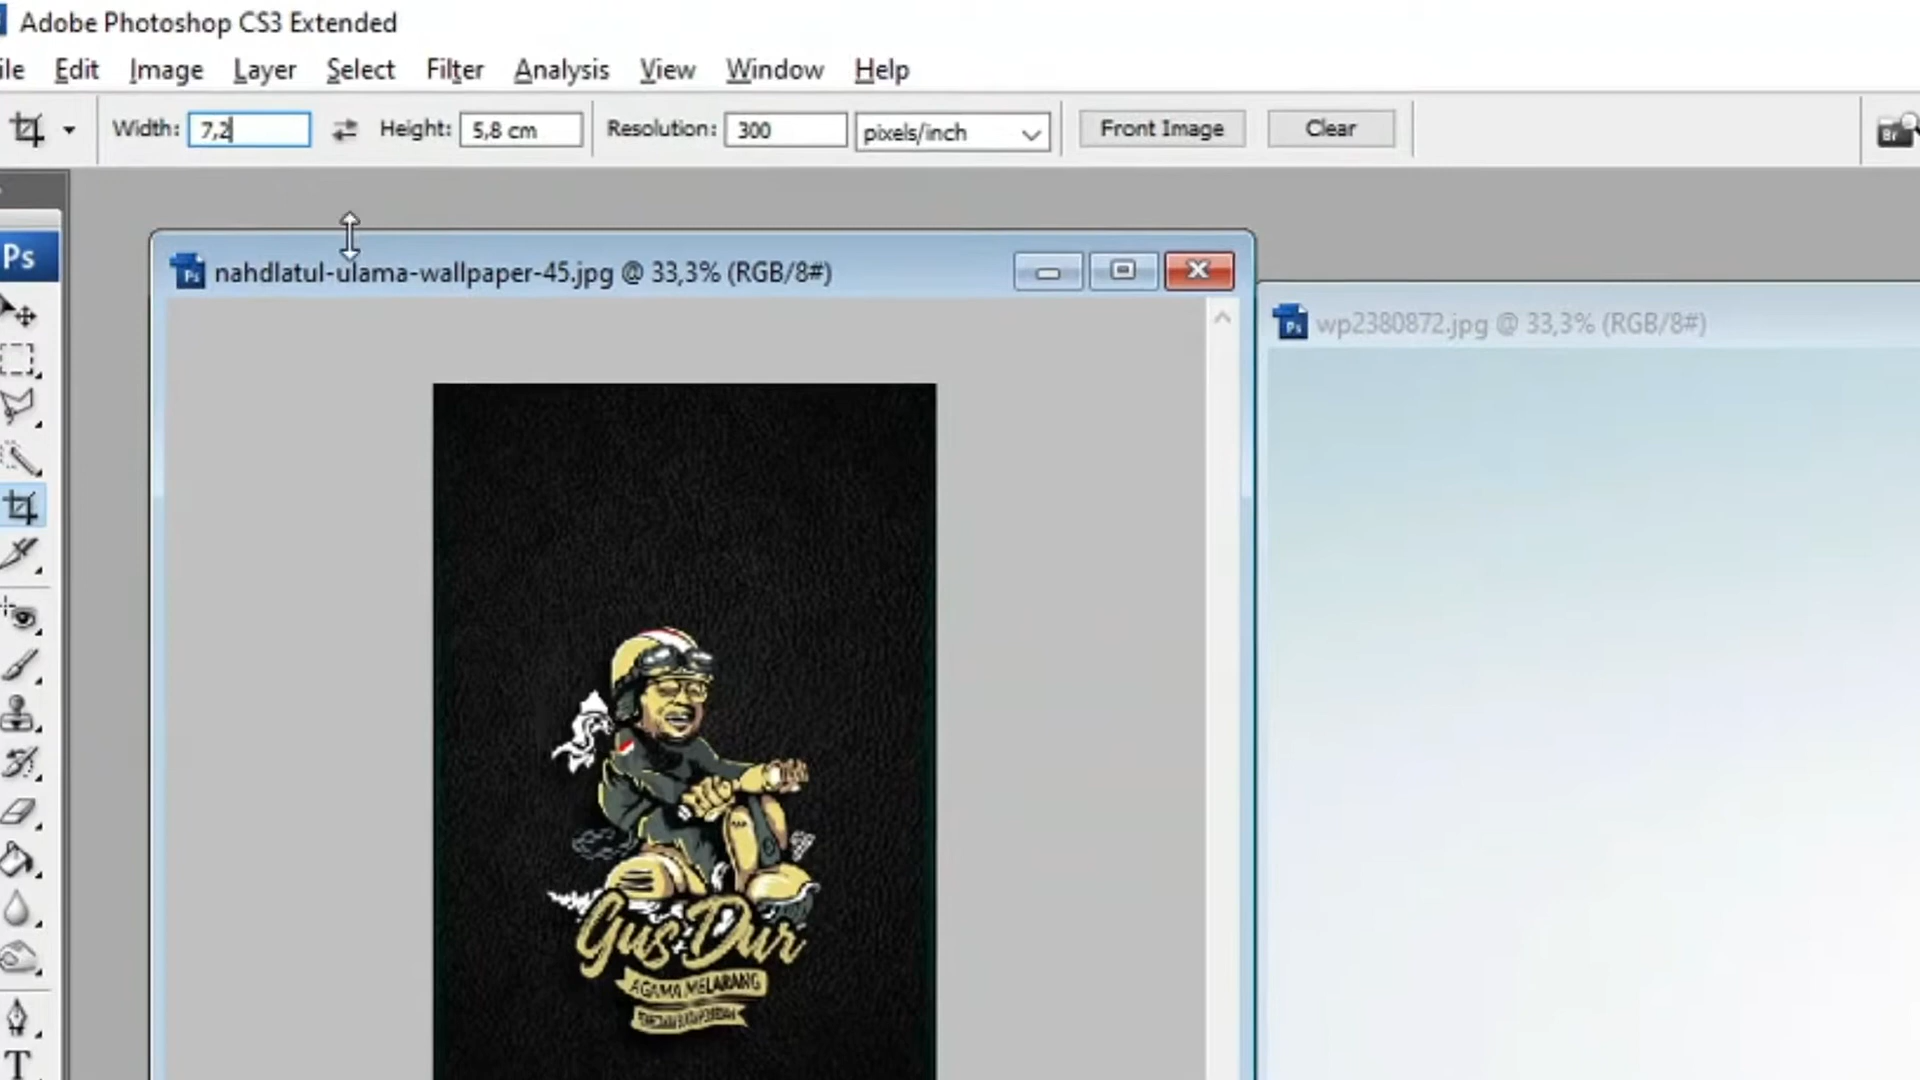 Adobe Photoshop CS3 Extended
ile Edit Image Layer Select Filter Analysis View Window Help
Width: 7,2 Height: 5,8 cm Resolution: 300 pixels/inch Front Image Clear
Br
Ps
nahdlatul-ulama-wallpaper-45.jpg @ 33,3% (RGB/8#)
wp2380872.jpg @ 33,3% (RGB/8#)
Gus Dur
AGAMA MELARANG